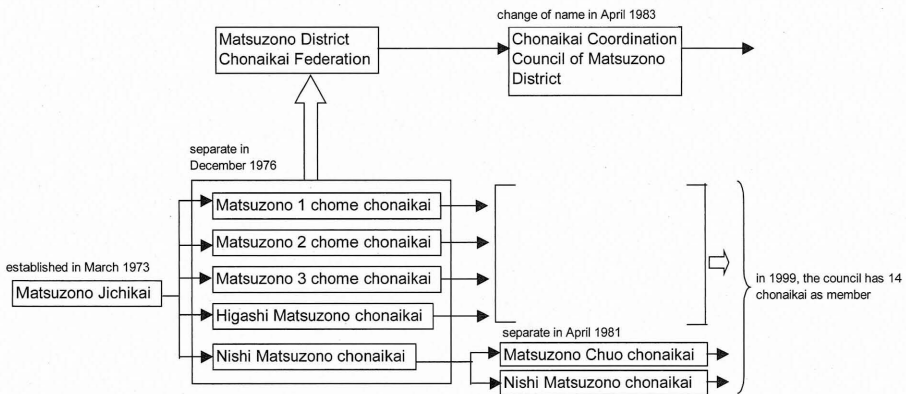 change of name in April 1983
Matsuzono District
Chonaikai Federation
Chonaikai Coordination
Council of Matsuzono
District
separate in
December 1976
Matsuzono 1 chome chonaikai
Matsuzono 2 chome chonaikai
established in March 1973
Matsuzono Jichikai
Matsuzono 3 chome chonaikai
Higashi Matsuzono chonaikai
Nishi Matsuzono chonaikai
separate in April 1981
Matsuzono Chuo chonaikai
Nishi Matsuzono chonaikai
in 1999, the council has 14
chonaikai as member